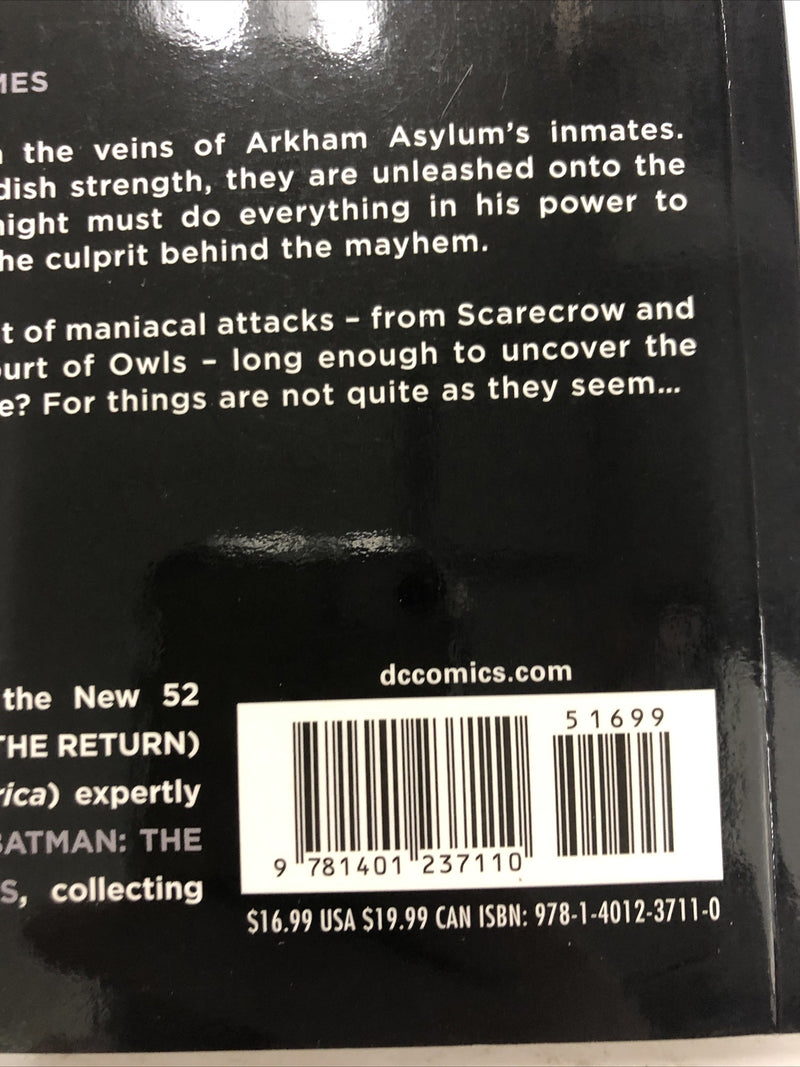 MES
the veins of Arkham Asylum's inmates.
dish strength, they are unleashed onto the
night must do everything in his power to
he culprit behind the mayhem.
t of maniacal attacks – from Scarecrow and
urt of Owls – long enough to uncover the
e? For things are not quite as they seem...
dccomics.com
the New 52
THE RETURN)
rica) expertly
BATMAN: THE
S, collecting
51699
9 781401 237110
$16.99 USA $19.99 CAN ISBN: 978-1-4012-3711-0